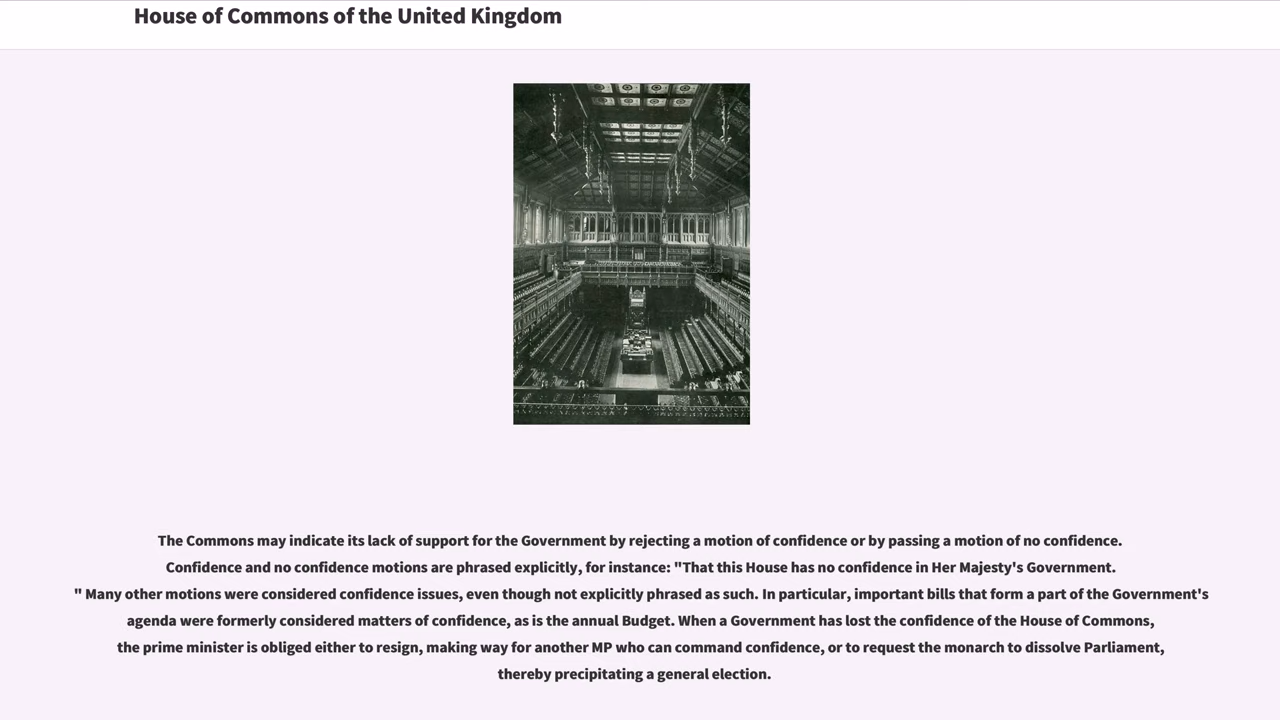 House of Commons of the United Kingdom
The Commons may indicate its lack of support for the Government by rejecting a motion of confidence or by passing a motion of no confidence.
Confidence and no confidence motions are phrased explicitly, for instance: "That this House has no confidence in Her Majesty's Government.
" Many other motions were considered confidence issues, even though not explicitly phrased as such. In particular, important bills that form a part of the Government's
agenda were formerly considered matters of confidence, as is the annual Budget. When a Government has lost the confidence of the House of Commons,
the prime minister is obliged either to resign, making way for another MP who can command confidence, or to request the monarch to dissolve Parliament,
thereby precipitating a general election.